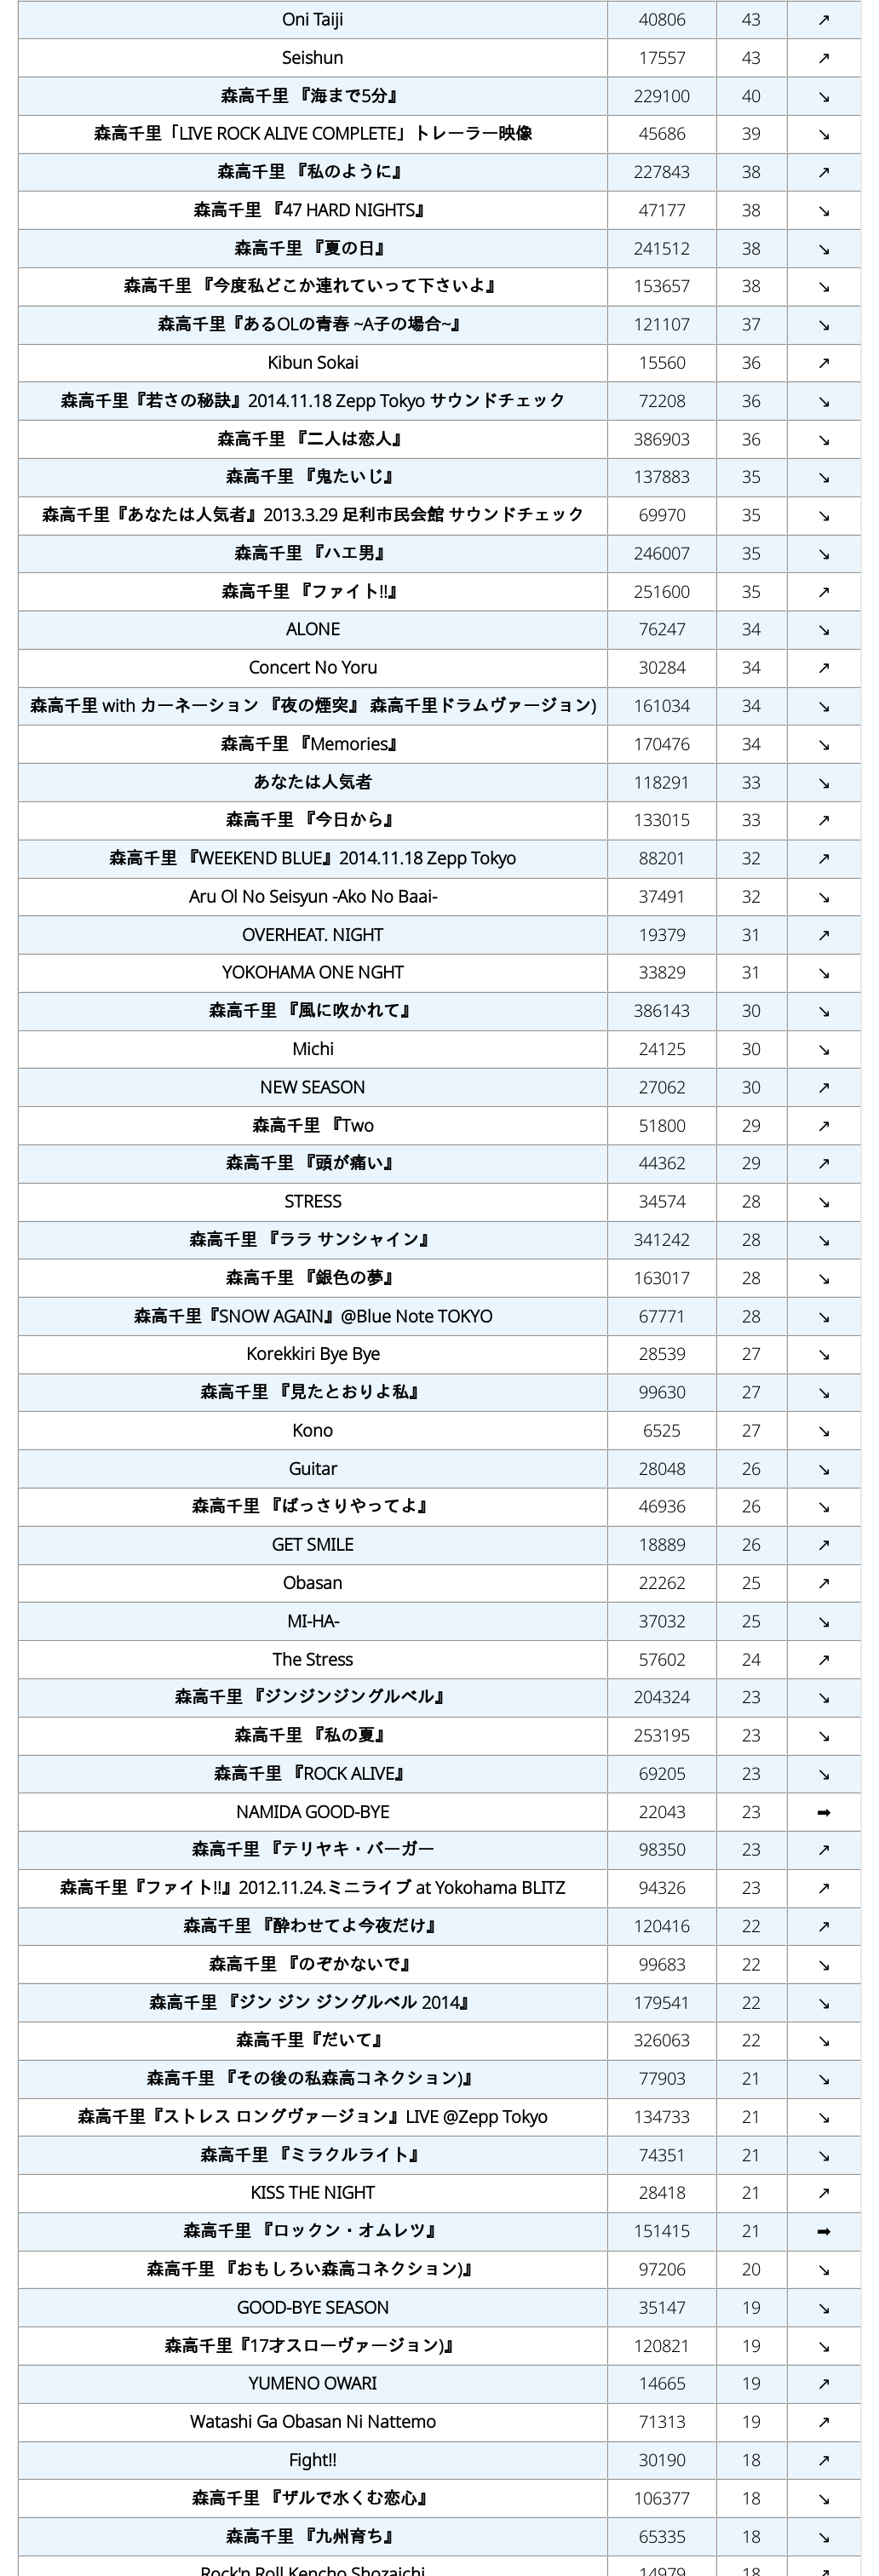 Oni Taiji 40806 43 ↗
Seishun 17557 43 ↗
森高千里 『海まで5分』 229100 40 ↘
森高千里「LIVE ROCK ALIVE COMPLETE」トレーラー映像 45686 39 ↘
森高千里 『私のように』 227843 38 ↗
森高千里 『47 HARD NIGHTS』 47177 38 ↘
森高千里 『夏の日』 241512 38 ↘
森高千里 『今度私どこか連れていって下さいよ』 153657 38 ↘
森高千里『あるOLの青春 ~A子の場合~』 121107 37 ↘
Kibun Sokai 15560 36 ↗
森高千里『若さの秘訣』2014.11.18 Zepp Tokyo サウンドチェック 72208 36 ↘
森高千里 『二人は恋人』 386903 36 ↘
森高千里 『鬼たいじ』 137883 35 ↘
森高千里『あなたは人気者』2013.3.29 足利市民会館 サウンドチェック 69970 35 ↘
森高千里 『ハエ男』 246007 35 ↘
森高千里 『ファイト!!』 251600 35 ↗
ALONE 76247 34 ↘
Concert No Yoru 30284 34 ↗
森高千里 with カーネーション 『夜の煙突』 森高千里ドラムヴァージョン) 161034 34 ↘
森高千里 『Memories』 170476 34 ↘
あなたは人気者 118291 33 ↘
森高千里 『今日から』 133015 33 ↗
森高千里 『WEEKEND BLUE』2014.11.18 Zepp Tokyo 88201 32 ↗
Aru Ol No Seisyun -Ako No Baai- 37491 32 ↘
OVERHEAT. NIGHT 19379 31 ↗
YOKOHAMA ONE NGHT 33829 31 ↘
森高千里 『風に吹かれて』 386143 30 ↘
Michi 24125 30 ↘
NEW SEASON 27062 30 ↗
森高千里 『Two 51800 29 ↗
森高千里 『頭が痛い』 44362 29 ↗
STRESS 34574 28 ↘
森高千里 『ララ サンシャイン』 341242 28 ↘
森高千里 『銀色の夢』 163017 28 ↘
森高千里『SNOW AGAIN』@Blue Note TOKYO 67771 28 ↘
Korekkiri Bye Bye 28539 27 ↘
森高千里 『見たとおりよ私』 99630 27 ↘
Kono 6525 27 ↘
Guitar 28048 26 ↘
森高千里 『ばっさりやってよ』 46936 26 ↘
GET SMILE 18889 26 ↗
Obasan 22262 25 ↗
MI-HA- 37032 25 ↘
The Stress 57602 24 ↗
森高千里 『ジンジンジングルベル』 204324 23 ↘
森高千里 『私の夏』 253195 23 ↘
森高千里 『ROCK ALIVE』 69205 23 ↘
NAMIDA GOOD-BYE 22043 23 ➡
森高千里 『テリヤキ・バーガー 98350 23 ↗
森高千里『ファイト!!』2012.11.24.ミニライブ at Yokohama BLITZ 94326 23 ↗
森高千里 『酔わせてよ今夜だけ』 120416 22 ↗
森高千里 『のぞかないで』 99683 22 ↘
森高千里 『ジン ジン ジングルベル 2014』 179541 22 ↘
森高千里『だいて』 326063 22 ↘
森高千里 『その後の私森高コネクション)』 77903 21 ↘
森高千里『ストレス ロングヴァージョン』LIVE @Zepp Tokyo 134733 21 ↘
森高千里 『ミラクルライト』 74351 21 ↘
KISS THE NIGHT 28418 21 ↗
森高千里 『ロックン・オムレツ』 151415 21 ➡
森高千里 『おもしろい森高コネクション)』 97206 20 ↘
GOOD-BYE SEASON 35147 19 ↘
森高千里『17才スローヴァージョン)』 120821 19 ↘
YUMENO OWARI 14665 19 ↗
Watashi Ga Obasan Ni Nattemo 71313 19 ↗
Fight!! 30190 18 ↗
森高千里 『ザルで水くむ恋心』 106377 18 ↘
森高千里 『九州育ち』 65335 18 ↘
Rock'n Roll Kencho Shozaichi 14979 18 ↗